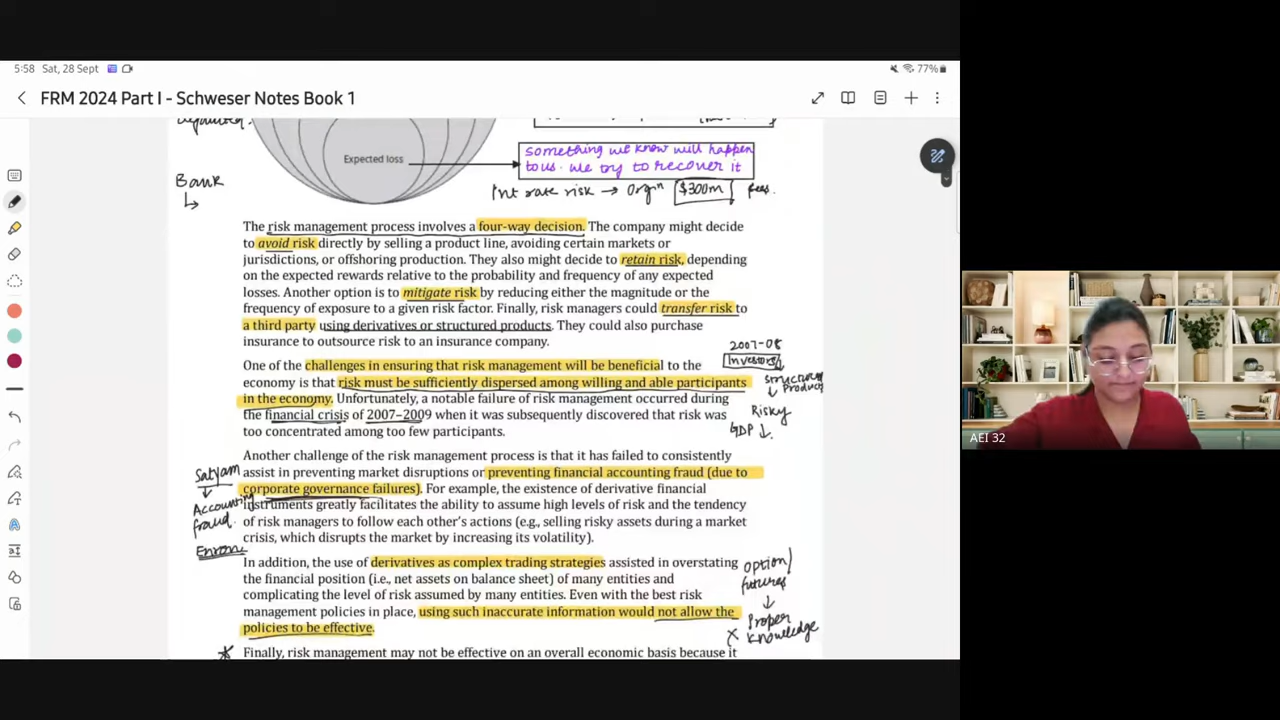 5:58 Sat, 28 Sept
77%
FRM 2024 Part I - Schweser Notes Book 1
Expected loss
something we know will happen
to us. we try to recover it
Int rate risk → Orgn $300m fees.
Bank
The risk management process involves a four-way decision. The company might decide
to avoid risk directly by selling a product line, avoiding certain markets or
jurisdictions, or offshoring production. They also might decide to retain risk, depending
on the expected rewards relative to the probability and frequency of any expected
losses. Another option is to mitigate risk by reducing either the magnitude or the
frequency of exposure to a given risk factor. Finally, risk managers could transfer risk to
a third party using derivatives or structured products. They could also purchase
insurance to outsource risk to an insurance company.
One of the challenges in ensuring that risk management will be beneficial to the
economy is that risk must be sufficiently dispersed among willing and able participants
in the economy. Unfortunately, a notable failure of risk management occurred during
the financial crisis of 2007–2009 when it was subsequently discovered that risk was
too concentrated among too few participants.
2007-08
Investors
Structured
Product
Risky
GDP ↓
Another challenge of the risk management process is that it has failed to consistently
assist in preventing market disruptions or preventing financial accounting fraud (due to
corporate governance failures). For example, the existence of derivative financial
instruments greatly facilitates the ability to assume high levels of risk and the tendency
of risk managers to follow each other's actions (e.g., selling risky assets during a market
crisis, which disrupts the market by increasing its volatility).
Satyam
Accounting
fraud.
Enron
In addition, the use of derivatives as complex trading strategies assisted in overstating
the financial position (i.e., net assets on balance sheet) of many entities and
complicating the level of risk assumed by many entities. Even with the best risk
management policies in place, using such inaccurate information would not allow the
policies to be effective.
option/
futures
Proper
knowledge
Finally, risk management may not be effective on an overall economic basis because it
AEI 32